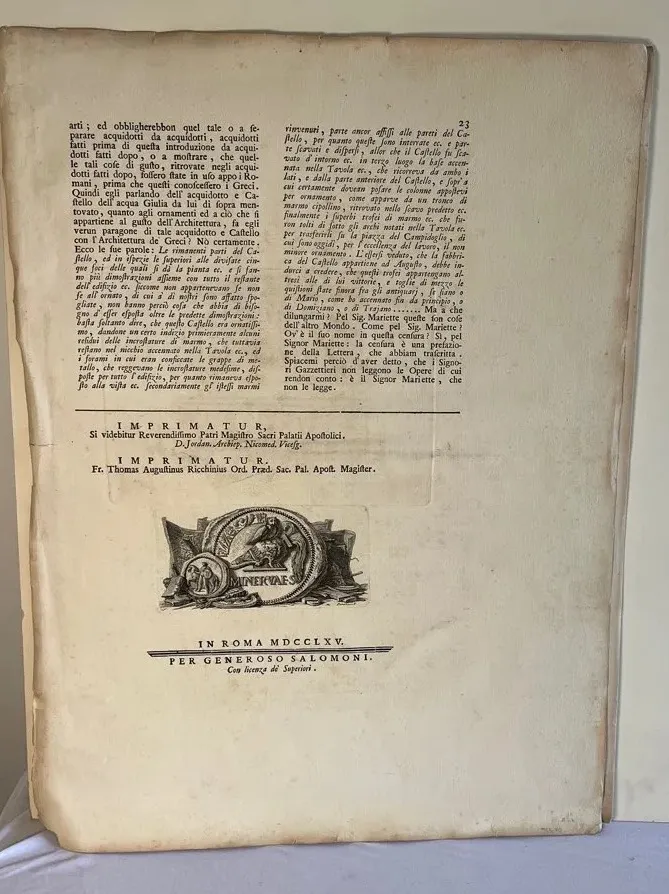 23
arti ; ed obbligherebbon quel tale o a se-
parare acquidotti da acquidotti, acquidotti
fatti prima di questa introduzione da acqui-
dotti fatti dopo, o a mostrare, che quel-
le tali cose di gusto, ritrovate negli acqui-
dotti fatti dopo, fossero state in uso appo i Ro-
mani, prima che questi conoscessero i Greci.
Quindi egli parlando dell'acquidotto e Ca-
stello dell'acqua Giulia da lui di sopra men-
tovato, quanto agli ornamenti ed a ciò che si
appartiene al gusto dell'Architettura, fa egli
verun paragone di tale acquidotto e Castello
con l'Architettura de' Greci? Nò certamente.
Ecco le sue parole: Le rimanenti parti del Ca-
stello, ed in ispezie le superiori alle divisate cin-
que foci delle quali si dà la pianta ec. e si fan-
no più dimostrazioni assieme con tutto il restante
dell'edifizio ec. siccome non appartenevano se non
se all'ornato, di cui a' dì nostri sono affatto spo-
gliate, non hanno perciò cosa che abbia di biso-
gno d'esser esposta oltre le predette dimostrazioni:
basta soltanto dire, che questo Castello era ornatissi-
mo, dandone un certo indizio primieramente alcuni
residui delle incrostature di marmo, che tuttavia
restano nel nicchio accennato nella Tavola ec., ed
i forami in cui eran conficcate le grappe di me-
tallo, che reggevano le incrostature medesime, dis-
poste per tutto l'edifizio, per quanto rimaneva espo-
sto alla vista ec. secondariamente gl'istessi marmi
rinvenuti, parte ancor affissi alle pareti del Ca-
stello, per quanto queste sono interrate ec. e par-
te scavati e dispersi, allor che il Castello fu sca-
vato d'intorno ec. in terzo luogo la base accen-
nata nella Tavola ec., che ricorreva da ambo i
lati, e dalla parte anteriore del Castello, e sopr'a
cui certamente dovean posare le colonne appostevi
per ornamento, come apparve da un tronco di
marmo cipollino, ritrovato nello scavo predetto ec.
finalmente i superbi trofei di marmo ec. che fu-
ron tolti di sotto gli archi notati nella Tavola ec.
per trasferirli su la piazza del Campidoglio, di
cui sono oggidì, per l'eccellenza del lavoro, il non
minore ornamento. L'essersi veduto, che la fabbri-
ca del Castello appartiene ad Augusto, debbe in-
durci a credere, che questi trofei appartengano al-
tresì alle di lui vittorie, e toglie di mezzo le
quistioni state finora fra gli antiquarj, se siano o
di Mario, come ho accennato fin da principio, o
di Domiziano, o di Trajano....... Ma a che
dilungarmi? Pel Sig. Mariette queste son cose
dell'altro Mondo. Come pel Sig. Mariette?
Ov'è il suo nome in questa censura? Sì, pel
Signor Mariette: la censura è una prefazio-
ne della Lettera, che abbiam trascritta.
Spiacemi perciò d'aver detto, che i Signo-
ri Gazzettieri non leggono le Opere di cui
rendon conto: è il Signor Mariette, che
non le legge.
IMPRIMATUR,
Si videbitur Reverendissimo Patri Magistro Sacri Palatii Apostolici.
D. Jordan. Archiep. Nicomed. Vicesg.
IMPRIMATUR.
Fr. Thomas Augustinus Ricchinius Ord. Præd. Sac. Pal. Apost. Magister.
MINERVAE S
IN ROMA MDCCLXV.
PER GENEROSO SALOMONI.
Con licenza de' Superiori.